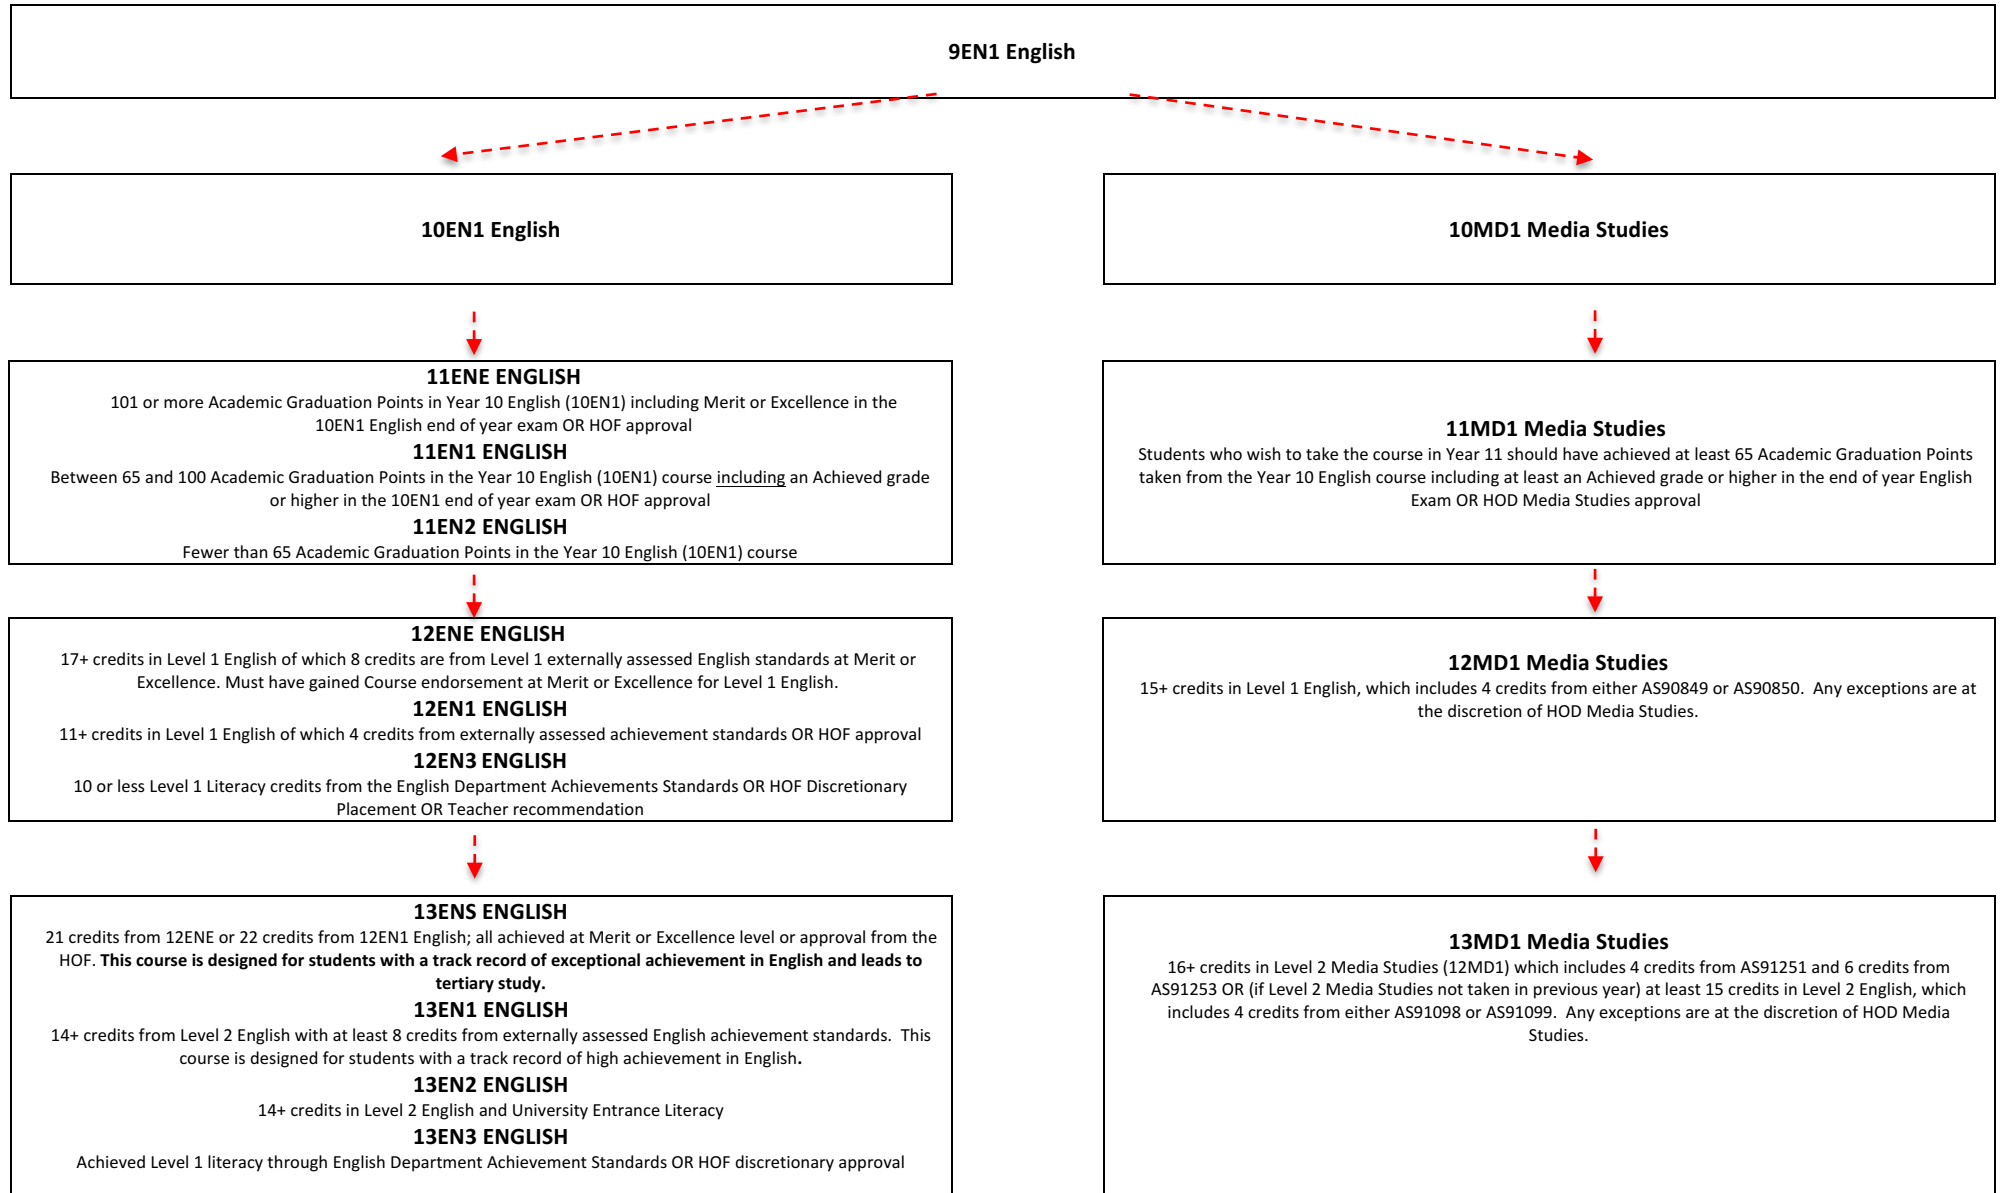 9EN1 English
10EN1 English
10MD1 Media Studies
11ENE ENGLISH
101 or more Academic Graduation Points in Year 10 English (10EN1) including Merit or Excellence in the
10EN1 English end of year exam OR HOF approval
11EN1 ENGLISH
Between 65 and 100 Academic Graduation Points in the Year 10 English (10EN1) course including an Achieved grade
or higher in the 10EN1 end of year exam OR HOF approval
11EN2 ENGLISH
Fewer than 65 Academic Graduation Points in the Year 10 English (10EN1) course
11MD1 Media Studies
Students who wish to take the course in Year 11 should have achieved at least 65 Academic Graduation Points
taken from the Year 10 English course including at least an Achieved grade or higher in the end of year English
Exam OR HOD Media Studies approval
12ENE ENGLISH
17+ credits in Level 1 English of which 8 credits are from Level 1 externally assessed English standards at Merit or
Excellence. Must have gained Course endorsement at Merit or Excellence for Level 1 English.
12EN1 ENGLISH
11+ credits in Level 1 English of which 4 credits from externally assessed achievement standards OR HOF approval
12EN3 ENGLISH
10 or less Level 1 Literacy credits from the English Department Achievements Standards OR HOF Discretionary
Placement OR Teacher recommendation
12MD1 Media Studies
15+ credits in Level 1 English, which includes 4 credits from either AS90849 or AS90850.  Any exceptions are at
the discretion of HOD Media Studies.
13ENS ENGLISH
21 credits from 12ENE or 22 credits from 12EN1 English; all achieved at Merit or Excellence level or approval from the
HOF. This course is designed for students with a track record of exceptional achievement in English and leads to
tertiary study.
13EN1 ENGLISH
14+ credits from Level 2 English with at least 8 credits from externally assessed English achievement standards.  This
course is designed for students with a track record of high achievement in English.
13EN2 ENGLISH
14+ credits in Level 2 English and University Entrance Literacy
13EN3 ENGLISH
Achieved Level 1 literacy through English Department Achievement Standards OR HOF discretionary approval
13MD1 Media Studies
16+ credits in Level 2 Media Studies (12MD1) which includes 4 credits from AS91251 and 6 credits from
AS91253 OR (if Level 2 Media Studies not taken in previous year) at least 15 credits in Level 2 English, which
includes 4 credits from either AS91098 or AS91099.  Any exceptions are at the discretion of HOD Media
Studies.